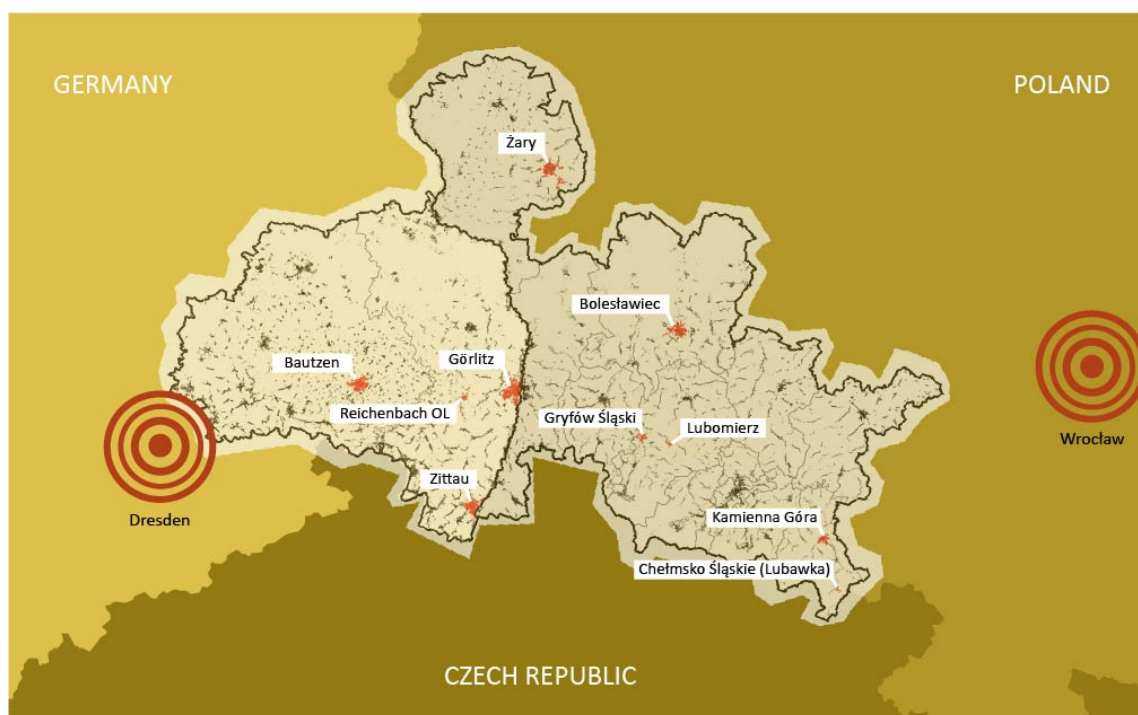 GERMANY
POLAND
Żary
Bolesławiec
Bautzen
Görlitz
Reichenbach OL
Gryfów Śląski
Lubomierz
Wrocław
Zittau
Dresden
Kamienna Góra
Chełmsko Śląskie (Lubawka)
CZECH REPUBLIC